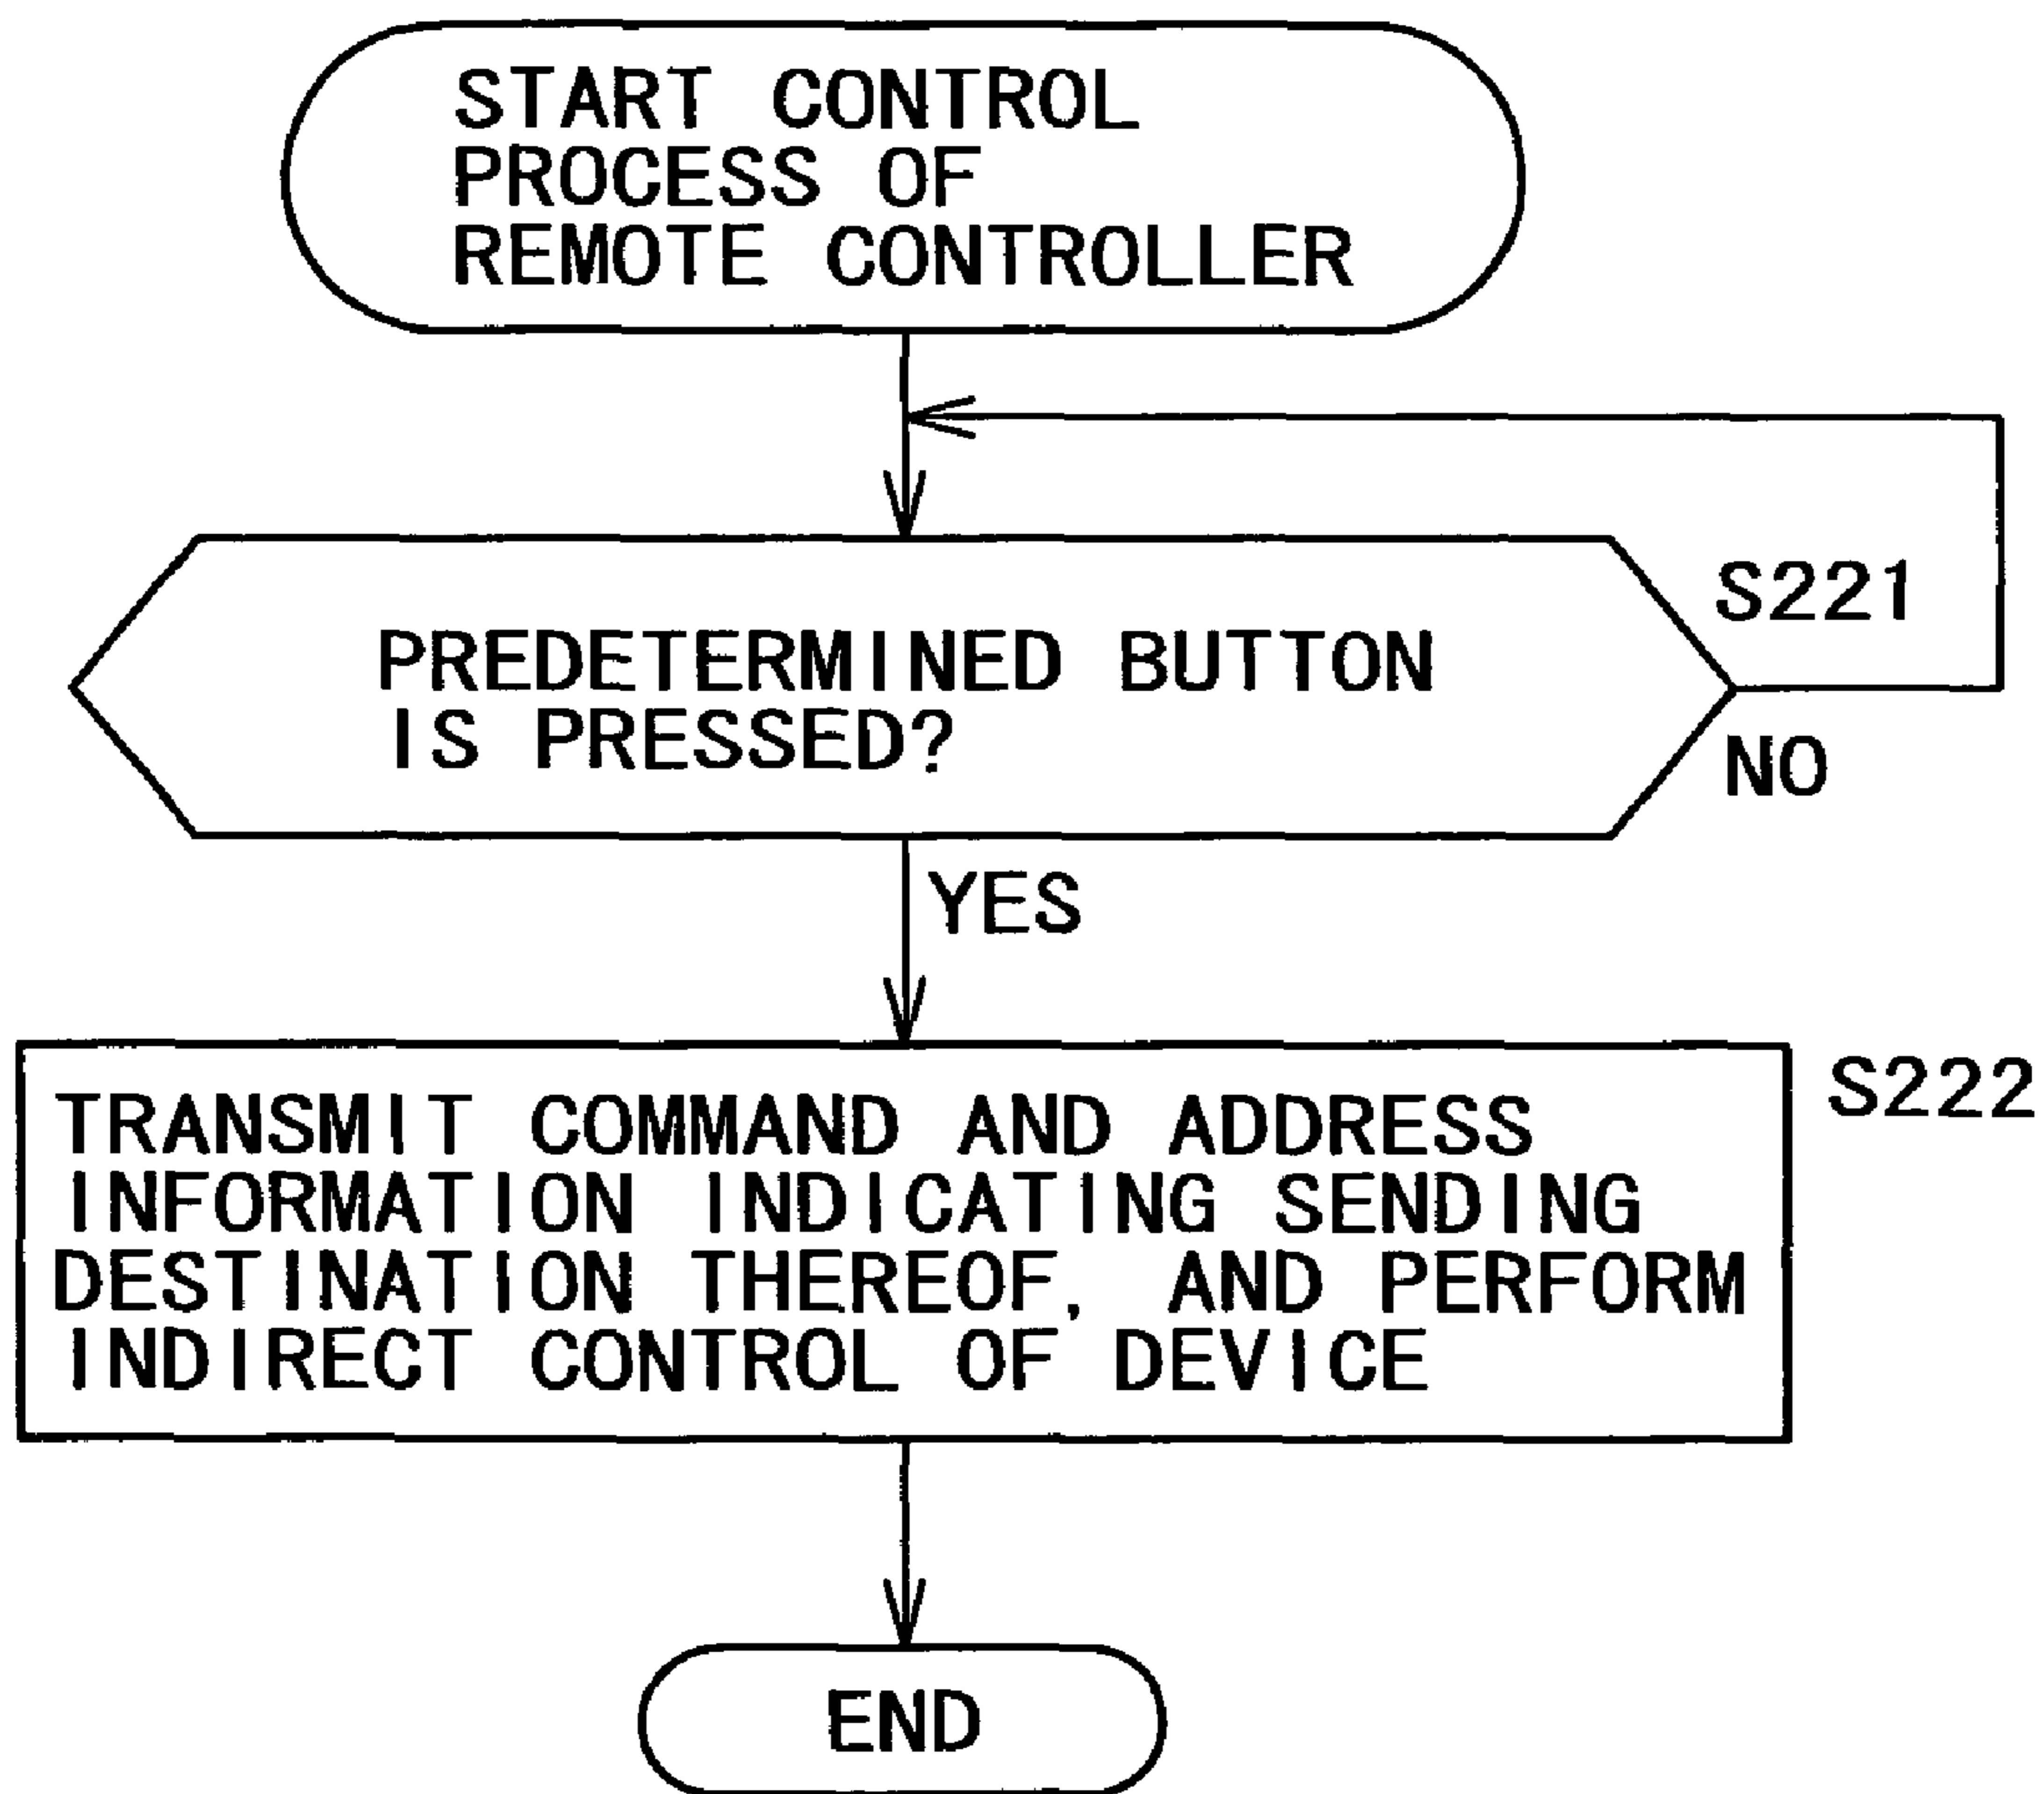 START CONTROL
PROCESS OF
REMOTE CONTROLLER
S221
PREDETERMINED BUTTON
IS PRESSED?
NO
YES
S222
TRANSMIT COMMAND AND ADDRESS
INFORMATION INDICATING SENDING
DESTINATION THEREOF, AND PERFORM
INDIRECT CONTROL OF DEVICE
END